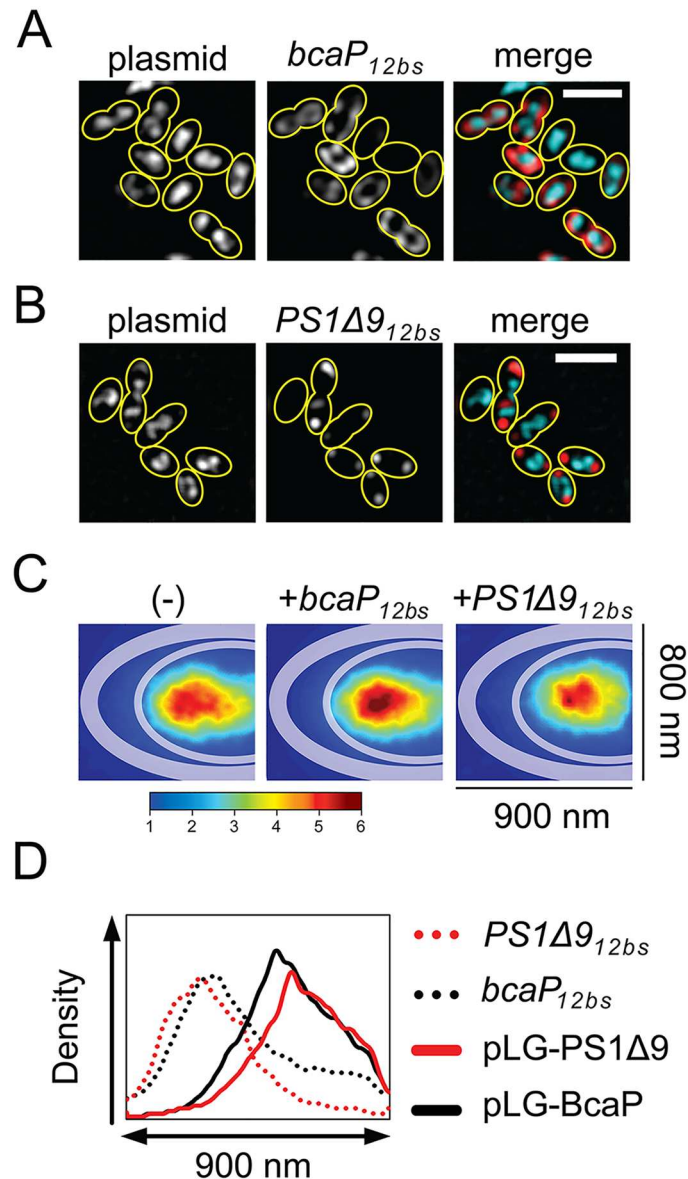 A
plasmid bcaP12bs merge
B
plasmid PS1Δ912bs merge
C
(-) +bcaP12bs +PS1Δ912bs
800 nm
1 2 3 4 5 6
900 nm
D
Density
900 nm
PS1Δ912bs
bcaP12bs
pLG-PS1Δ9
pLG-BcaP